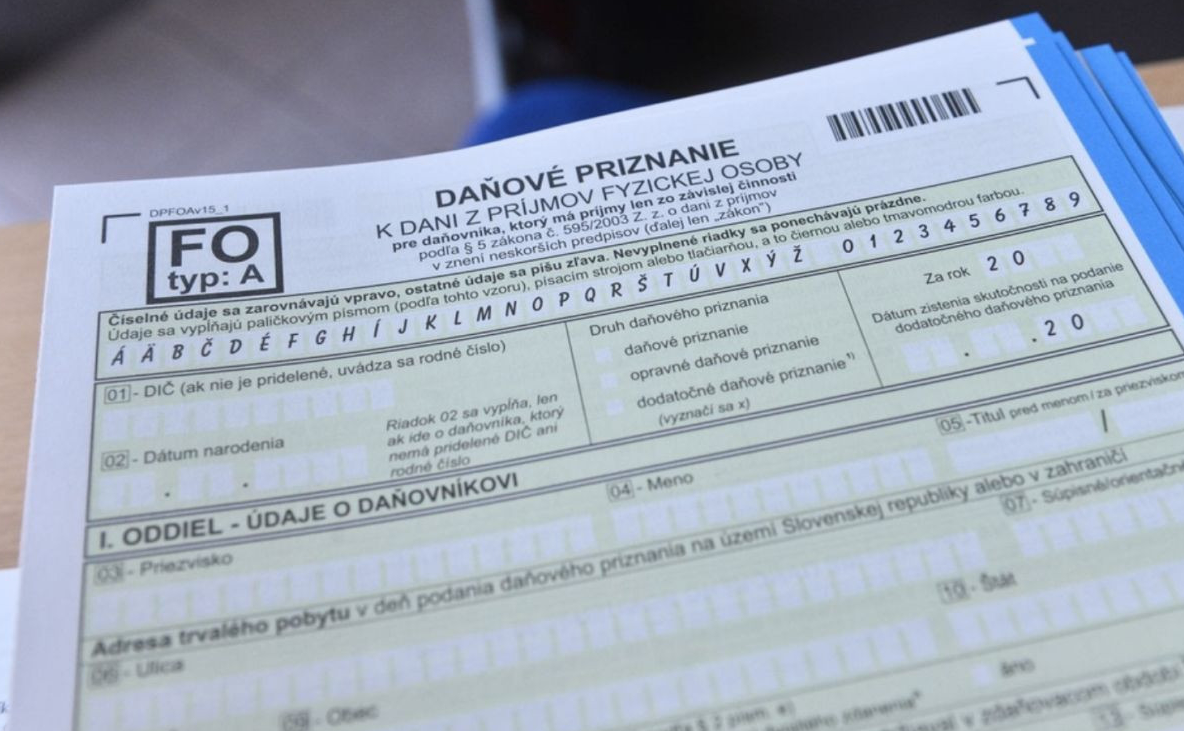 DPFOAv15_1
FO
typ: A
DAŇOVÉ PRIZNANIE
K DANI Z PRÍJMOV FYZICKEJ OSOBY
pre daňovníka, ktorý má príjmy len zo závislej činnosti
podľa § 5 zákona č. 595/2003 Z. z. o dani z príjmov
v znení neskorších predpisov (ďalej len „zákon")
Číselné údaje sa zarovnávajú vpravo, ostatné údaje sa píšu zľava. Nevyplnené riadky sa ponechávajú prázdne.
Údaje sa vypĺňajú paličkovým písmom (podľa tohto vzoru), písacím strojom alebo tlačiarňou, a to čiernou alebo tmavomodrou farbou.
Á Ä B Č D É F G H Í J K L M N O P Q R Š T Ú V X Ý Ž 0 1 2 3 4 5 6 7 8 9
01 - DIČ (ak nie je pridelené, uvádza sa rodné číslo)
02 - Dátum narodenia
Riadok 02 sa vypĺňa, len
ak ide o daňovníka, ktorý
nemá pridelené DIČ ani
rodné číslo
Druh daňového priznania
daňové priznanie
opravné daňové priznanie
dodatočné daňové priznanie 1)
(vyznačí sa x)
Za rok 2 0
Dátum zistenia skutočnosti na podanie
dodatočného daňového priznania
. . 2 0
I. ODDIEL - ÚDAJE O DAŇOVNÍKOVI
03 - Priezvisko
04 - Meno
05 - Titul pred menom / za priezviskom
/
Adresa trvalého pobytu v deň podania daňového priznania na území Slovenskej republiky alebo v zahraničí
06 - Ulica
07 - Súpisné/orientačné
09 - Obec
10 - Štát
áno